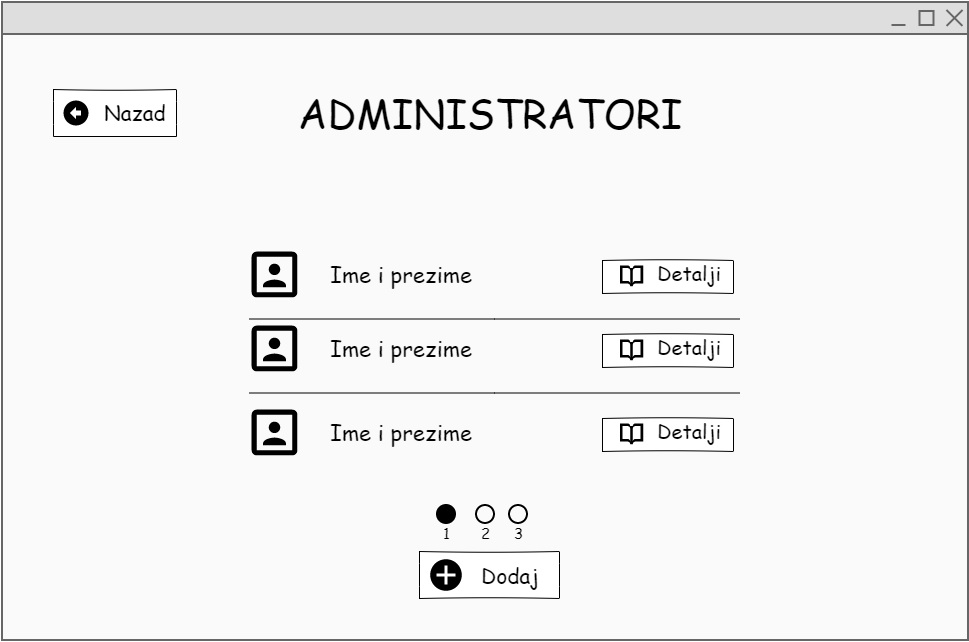 Nazad
ADMINISTRATORI
Ime i prezime
Detalji
Ime i prezime
Detalji
Ime i prezime
Detalji
1 2 3
Dodaj